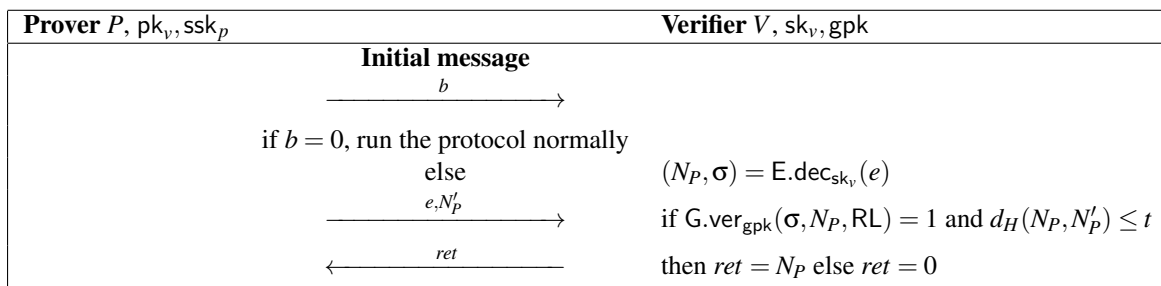 Prover P, pk_v, ssk_p Verifier V, sk_v, gpk
Initial message
b
if b = 0, run the protocol normally
else (N_P, σ) = E.dec_{sk_v}(e)
e,N'_P if G.ver_{gpk}(σ, N_P, RL) = 1 and d_H(N_P, N'_P) ≤ t
ret then ret = N_P else ret = 0